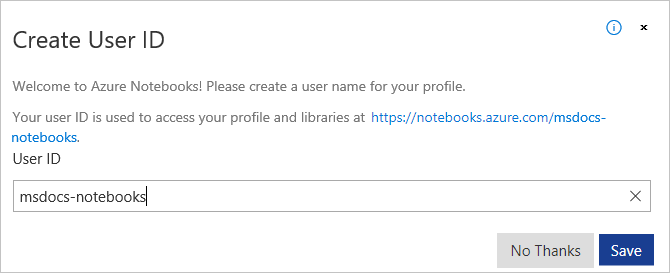 Create User ID
Welcome to Azure Notebooks! Please create a user name for your profile.
Your user ID is used to access your profile and libraries at https://notebooks.azure.com/msdocs-
notebooks.
User ID
msdocs-notebooks
No Thanks Save